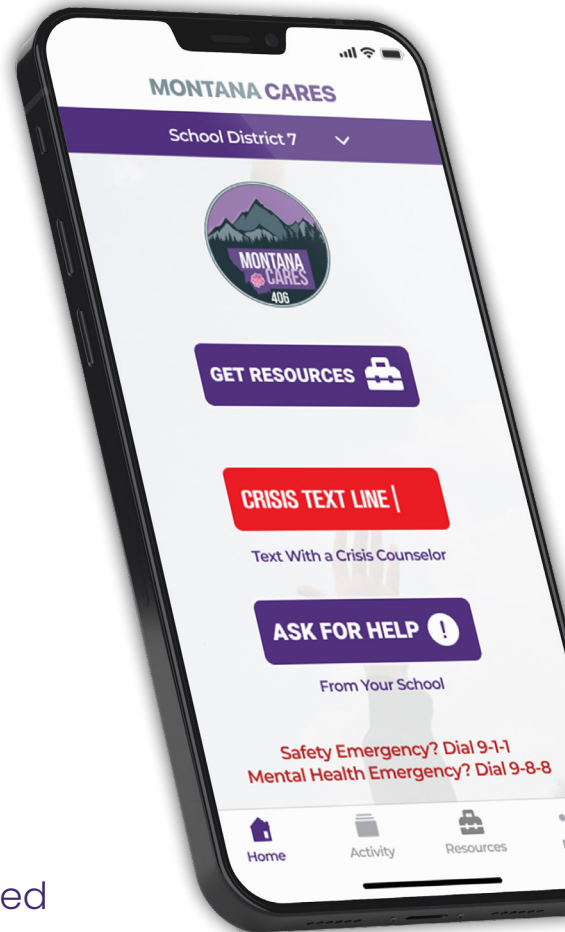 MONTANA CARES
School District 7
MONTANA
CARES
406
GET RESOURCES
CRISIS TEXT LINE |
Text With a Crisis Counselor
ASK FOR HELP !
From Your School
Safety Emergency? Dial 9-1-1
Mental Health Emergency? Dial 9-8-8
Home Activity Resources
ed